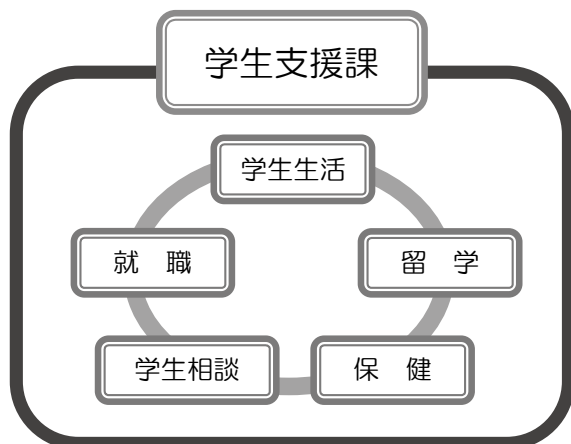 学生支援課
学生生活
就　職
留　学
学生相談
保　健